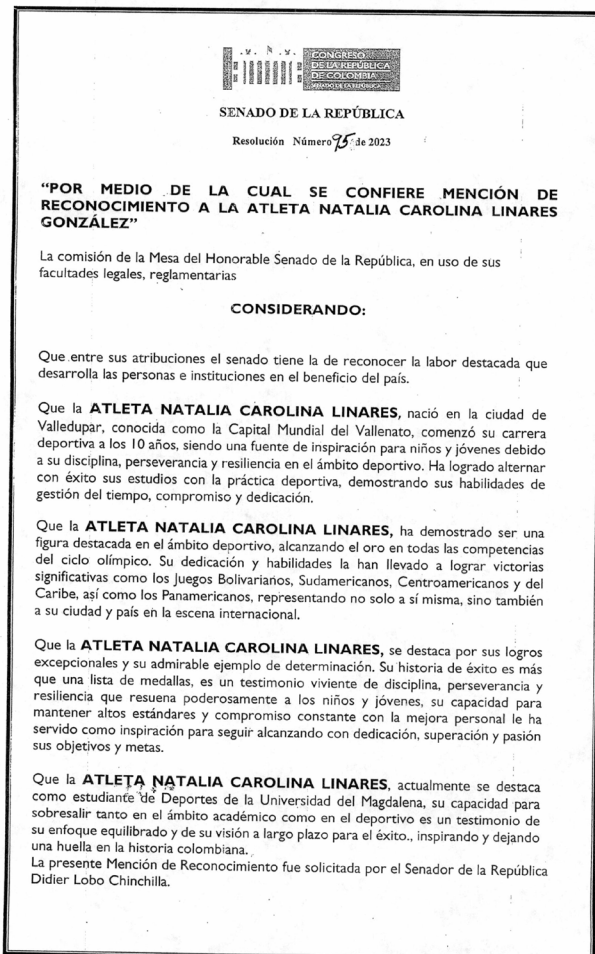 CONGRESO
DE LA REPÚBLICA
DE COLOMBIA
SENADO DE LA REPÚBLICA
SENADO DE LA REPÚBLICA
Resolución Número 95 de 2023
“POR MEDIO DE LA CUAL SE CONFIERE MENCIÓN DE
RECONOCIMIENTO A LA ATLETA NATALIA CAROLINA LINARES
GONZÁLEZ”
La comisión de la Mesa del Honorable Senado de la República, en uso de sus
facultades legales, reglamentarias
CONSIDERANDO:
Que entre sus atribuciones el senado tiene la de reconocer la labor destacada que
desarrolla las personas e instituciones en el beneficio del país.
Que la ATLETA NATALIA CAROLINA LINARES, nació en la ciudad de
Valledupar, conocida como la Capital Mundial del Vallenato, comenzó su carrera
deportiva a los 10 años, siendo una fuente de inspiración para niños y jóvenes debido
a su disciplina, perseverancia y resiliencia en el ámbito deportivo. Ha logrado alternar
con éxito sus estudios con la práctica deportiva, demostrando sus habilidades de
gestión del tiempo, compromiso y dedicación.
Que la ATLETA NATALIA CAROLINA LINARES, ha demostrado ser una
figura destacada en el ámbito deportivo, alcanzando el oro en todas las competencias
del ciclo olímpico. Su dedicación y habilidades la han llevado a lograr victorias
significativas como los Juegos Bolivarianos, Sudamericanos, Centroamericanos y del
Caribe, así como los Panamericanos, representando no solo a sí misma, sino también
a su ciudad y país en la escena internacional.
Que la ATLETA NATALIA CAROLINA LINARES, se destaca por sus logros
excepcionales y su admirable ejemplo de determinación. Su historia de éxito es más
que una lista de medallas, es un testimonio viviente de disciplina, perseverancia y
resiliencia que resuena poderosamente a los niños y jóvenes, su capacidad para
mantener altos estándares y compromiso constante con la mejora personal le ha
servido como inspiración para seguir alcanzando con dedicación, superación y pasión
sus objetivos y metas.
Que la ATLETA NATALIA CAROLINA LINARES, actualmente se destaca
como estudiante de Deportes de la Universidad del Magdalena, su capacidad para
sobresalir tanto en el ámbito académico como en el deportivo es un testimonio de
su enfoque equilibrado y de su visión a largo plazo para el éxito., inspirando y dejando
una huella en la historia colombiana.
La presente Mención de Reconocimiento fue solicitada por el Senador de la República
Didier Lobo Chinchilla.